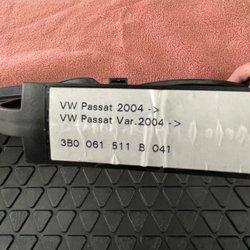 VW Passat 2004 ->
VW Passat Var.2004 ->
3B0 061 511 B 041